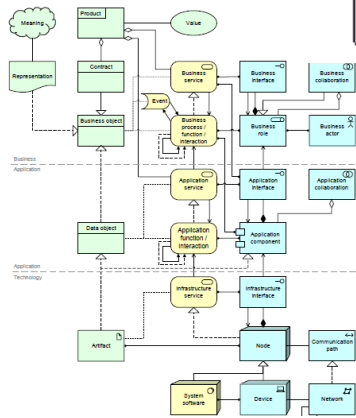 Product
Meaning
Value
Representation
Contract
Business
service
Business
interface
Business
collaboration
Event
Business object
Business
process /
function /
interaction
Business
role
Business
actor
Business
Application
Application
service
Application
interface
Application
collaboration
Data object
Application
function /
interaction
Application
component
Application
Technology
Infrastructure
service
Infrastructure
interface
Artifact
Node
Communication
path
System
software
Device
Network